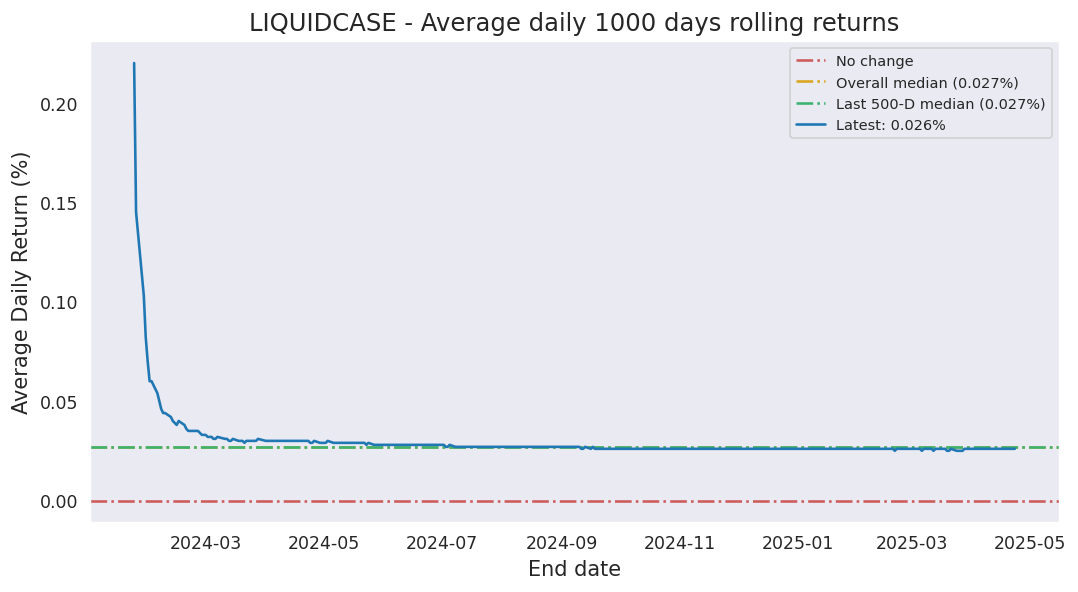 LIQUIDCASE - Average daily 1000 days rolling returns
No change
Overall median (0.027%)
Last 500-D median (0.027%)
Latest: 0.026%
Average Daily Return (%)
0.20
0.15
0.10
0.05
0.00
2024-03 2024-05 2024-07 2024-09 2024-11 2025-01 2025-03 2025-05
End date